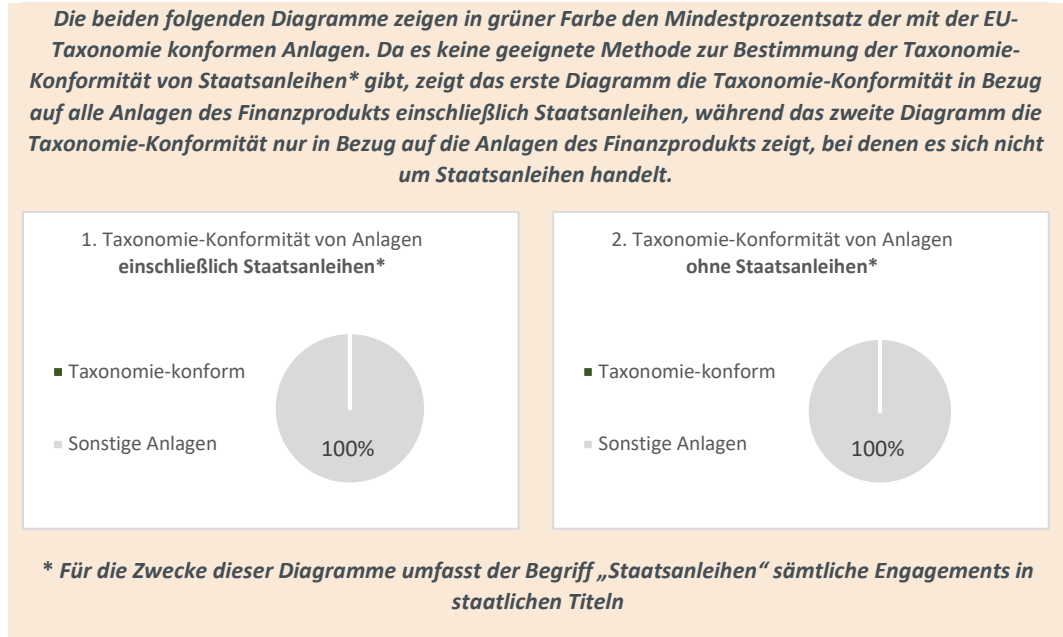 Die beiden folgenden Diagramme zeigen in grüner Farbe den Mindestprozentsatz der mit der EU-
Taxonomie konformen Anlagen. Da es keine geeignete Methode zur Bestimmung der Taxonomie-
Konformität von Staatsanleihen* gibt, zeigt das erste Diagramm die Taxonomie-Konformität in Bezug
auf alle Anlagen des Finanzprodukts einschließlich Staatsanleihen, während das zweite Diagramm die
Taxonomie-Konformität nur in Bezug auf die Anlagen des Finanzprodukts zeigt, bei denen es sich nicht
um Staatsanleihen handelt.
1. Taxonomie-Konformität von Anlagen
einschließlich Staatsanleihen*
Taxonomie-konform
Sonstige Anlagen
100%
2. Taxonomie-Konformität von Anlagen
ohne Staatsanleihen*
Taxonomie-konform
Sonstige Anlagen
100%
* Für die Zwecke dieser Diagramme umfasst der Begriff „Staatsanleihen“ sämtliche Engagements in
staatlichen Titeln